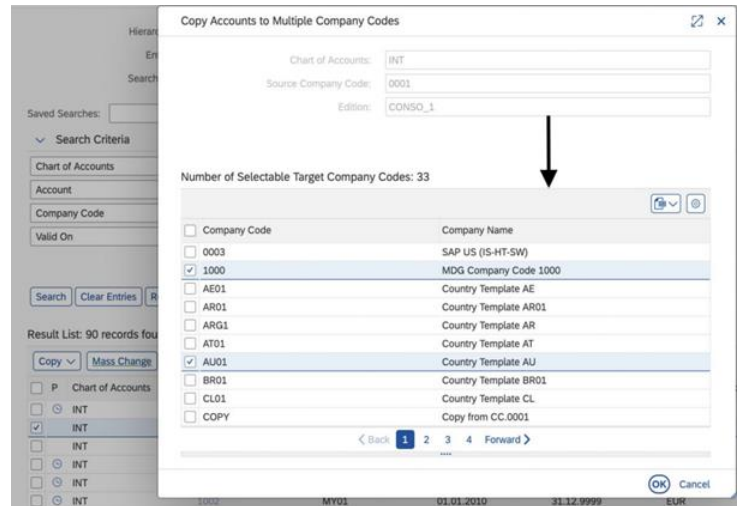 Hierar
En
Search
Saved Searches:
Search Criteria
Chart of Accounts
Account
Company Code
Valid On
Search Clear Entries R
Result List: 90 records fou
Copy Mass Change
P Chart of Accounts
INT
INT
INT
INT
INT
INT 1002 MY01 01.01.2010 31.12.9999 EUR
Copy Accounts to Multiple Company Codes
Chart of Accounts: INT
Source Company Code: 0001
Edition: CONSO_1
Number of Selectable Target Company Codes: 33
Company Code Company Name
0003 SAP US (IS-HT-SW)
1000 MDG Company Code 1000
AE01 Country Template AE
AR01 Country Template AR01
ARG1 Country Template AR
AT01 Country Template AT
AU01 Country Template AU
BR01 Country Template BR01
CL01 Country Template CL
COPY Copy from CC.0001
Back 1 2 3 4 Forward
OK Cancel